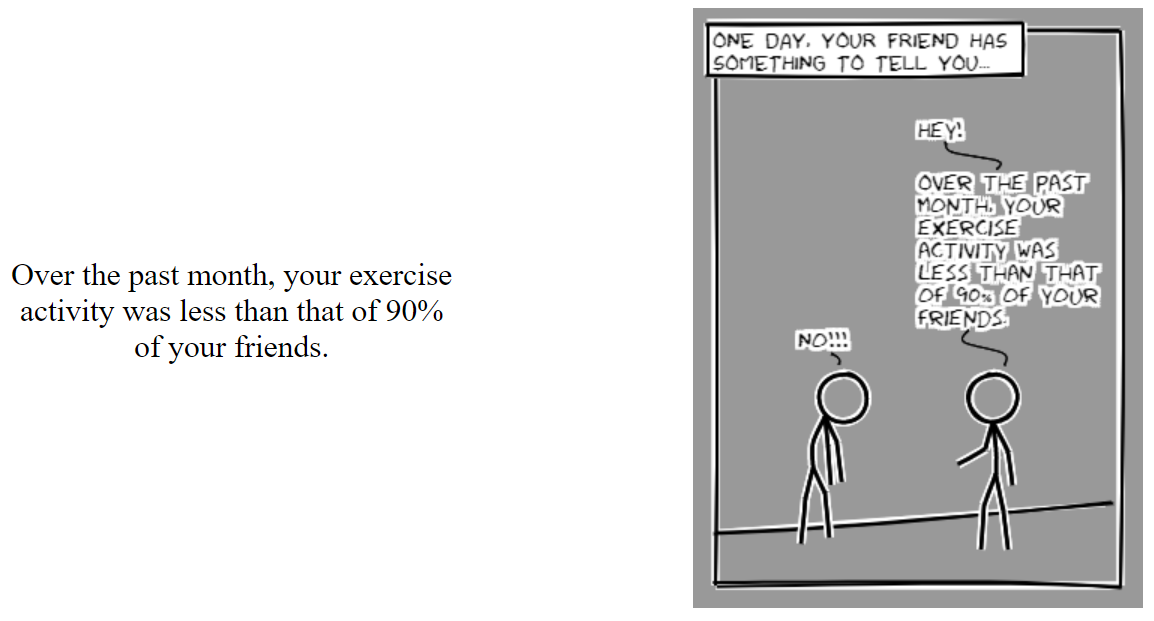 Over the past month, your exercise
activity was less than that of 90%
of your friends.
ONE DAY, YOUR FRIEND HAS
SOMETHING TO TELL YOU...
HEY!
OVER THE PAST
MONTH, YOUR
EXERCISE
ACTIVITY WAS
LESS THAN THAT
OF 90% OF YOUR
FRIENDS.
NO!!!